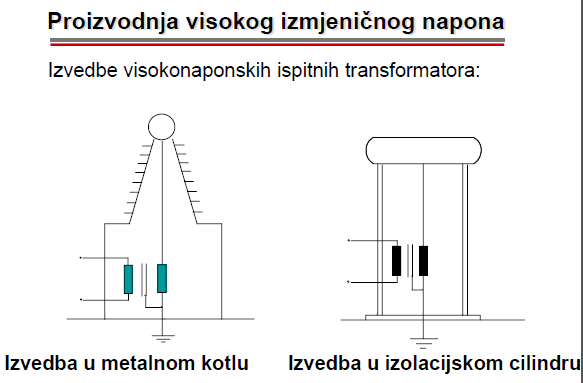 Proizvodnja visokog izmjeničnog napona
Izvedbe visokonaponskih ispitnih transformatora:
Izvedba u metalnom kotlu
Izvedba u izolacijskom cilindru